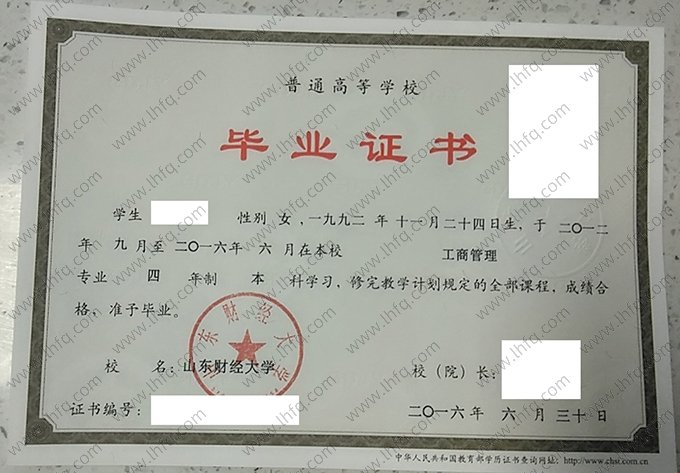 普通高等学校
毕业证书
学生 性别 女，一九九二 年 十一月二十四日生，于 二〇一二
年 九 月至 二〇一六年 六 月在本校 工商管理
专业 四 年制 本 科学习，修完教学计划规定的全部课程，成绩合
格、准予毕业。
山东财经大学
校 名：山东财经大学 校（院）长：
证书编号： 二〇一六年 六 月 三十 日
中华人民共和国教育部学历证书查询网址：http://www.chsi.com.cn
www.lhfq.com